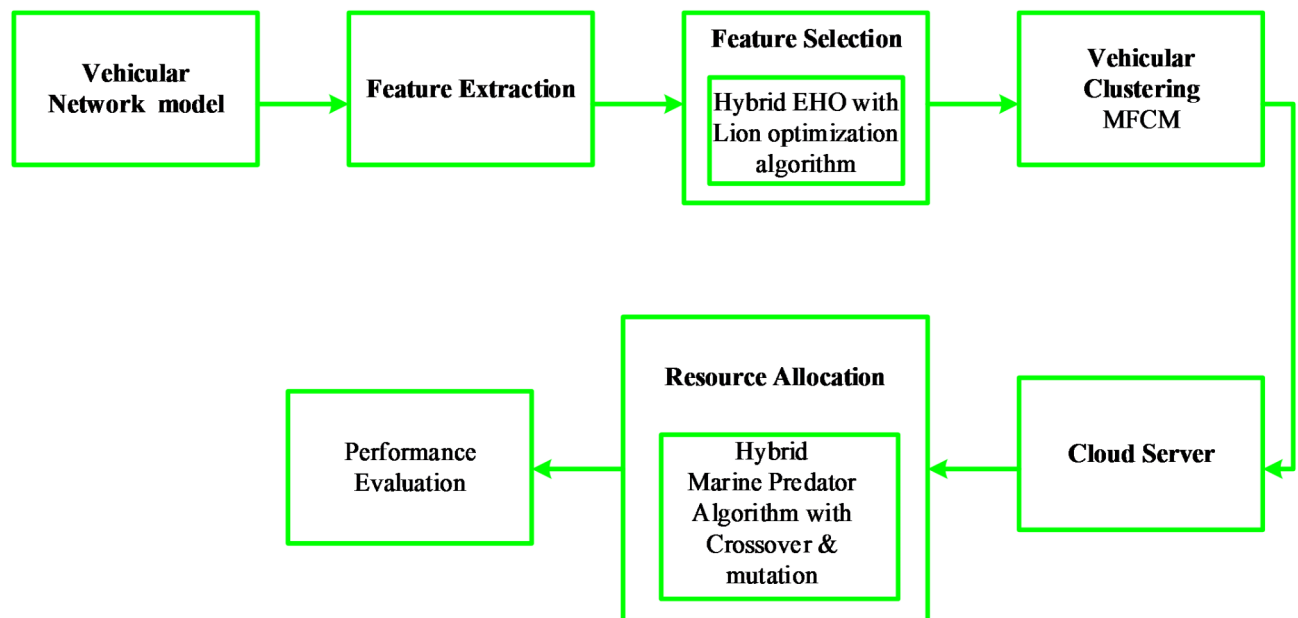 Vehicular
Network model
Feature Extraction
Feature Selection
Hybrid EHO with
Lion optimization
algorithm
Vehicular
Clustering
MFCM
Cloud Server
Resource Allocation
Hybrid
Marine Predator
Algorithm with
Crossover &
mutation
Performance
Evaluation